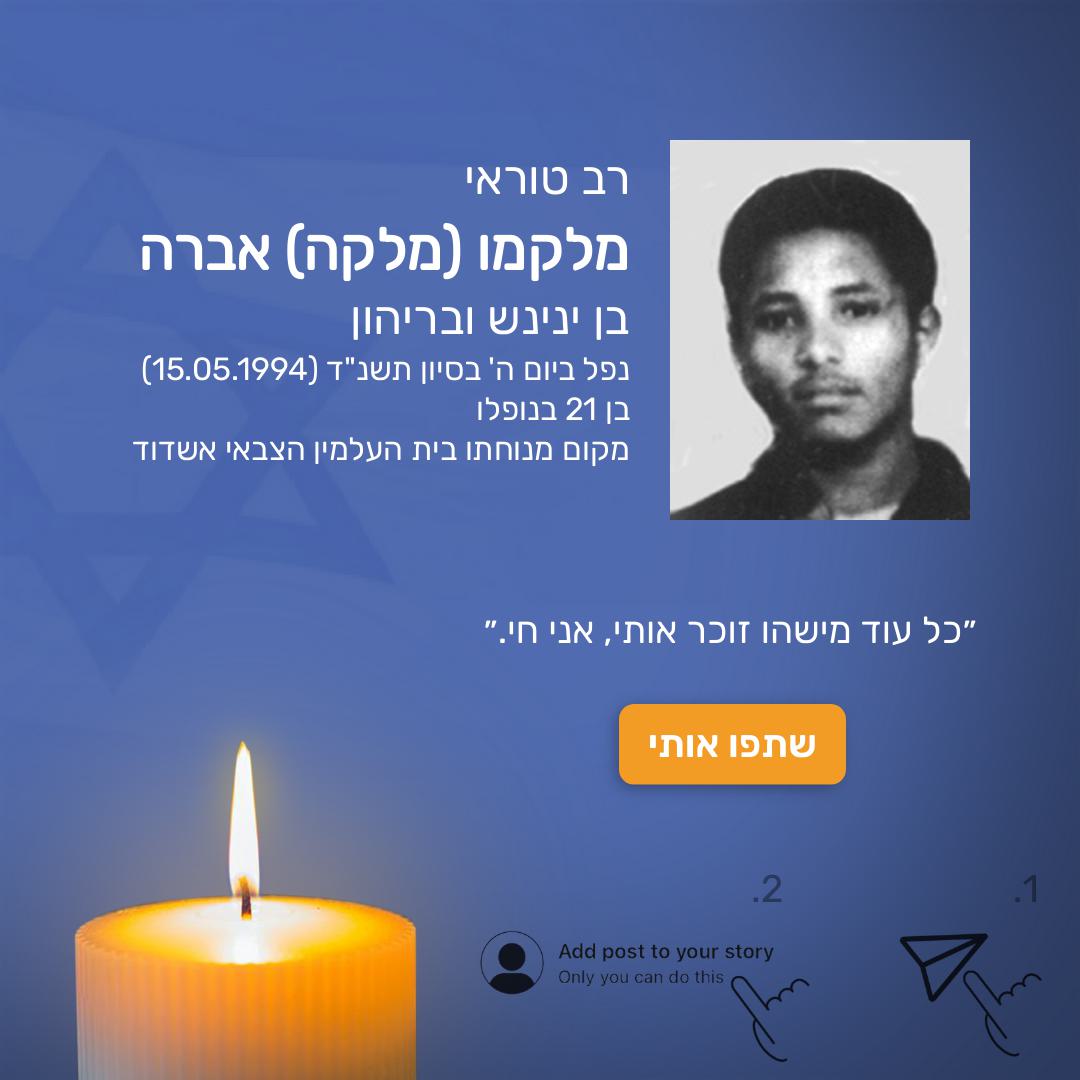 רב טוראי
מלקמו (מלקה) אברה
בן ינינש ובריהון
נפל ביום ה' בסיון תשנ"ד (15.05.1994)
בן 21 בנופלו
מקום מנוחתו בית העלמין הצבאי אשדוד
״כל עוד מישהו זוכר אותי, אני חי.״
שתפו אותי
1.
2.
Add post to your story
Only you can do this